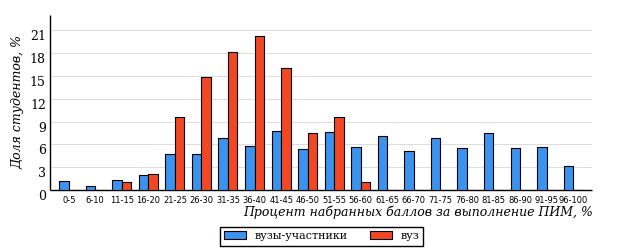 Доля студентов, %
21
18
15
12
9
6
3
0
0-5 6-10 11-15 16-20 21-25 26-30 31-35 36-40 41-45 46-50 51-55 56-60 61-65 66-70 71-75 76-80 81-85 86-90 91-95 96-100
Процент набранных баллов за выполнение ПИМ, %
вузы-участники вуз